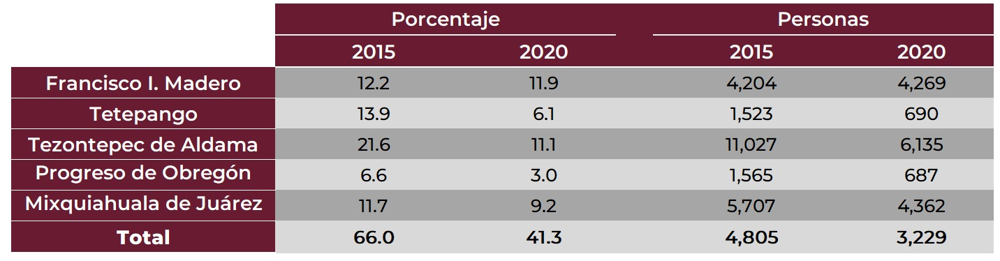 Porcentaje Personas
2015 2020 2015 2020
Francisco I. Madero 12.2 11.9 4,204 4,269
Tetepango 13.9 6.1 1,523 690
Tezontepec de Aldama 21.6 11.1 11,027 6,135
Progreso de Obregón 6.6 3.0 1,565 687
Mixquiahuala de Juárez 11.7 9.2 5,707 4,362
Total 66.0 41.3 4,805 3,229